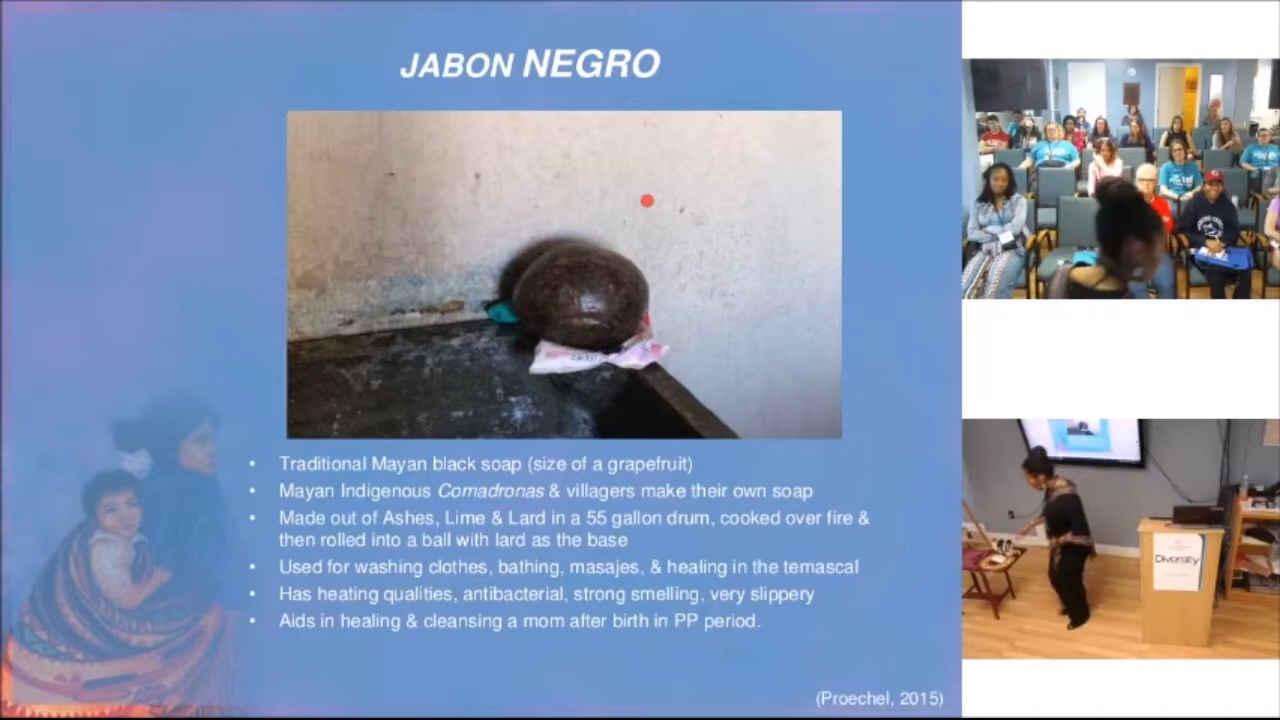 JABON NEGRO
• Traditional Mayan black soap (size of a grapefruit)
• Mayan Indigenous Comadronas & villagers make their own soap
• Made out of Ashes, Lime & Lard in a 55 gallon drum, cooked over fire &
then rolled into a ball with lard as the base
• Used for washing clothes, bathing, masajes, & healing in the temascal
• Has heating qualities, antibacterial, strong smelling, very slippery
• Aids in healing & cleansing a mom after birth in PP period.
(Proechel, 2015)
Diversity